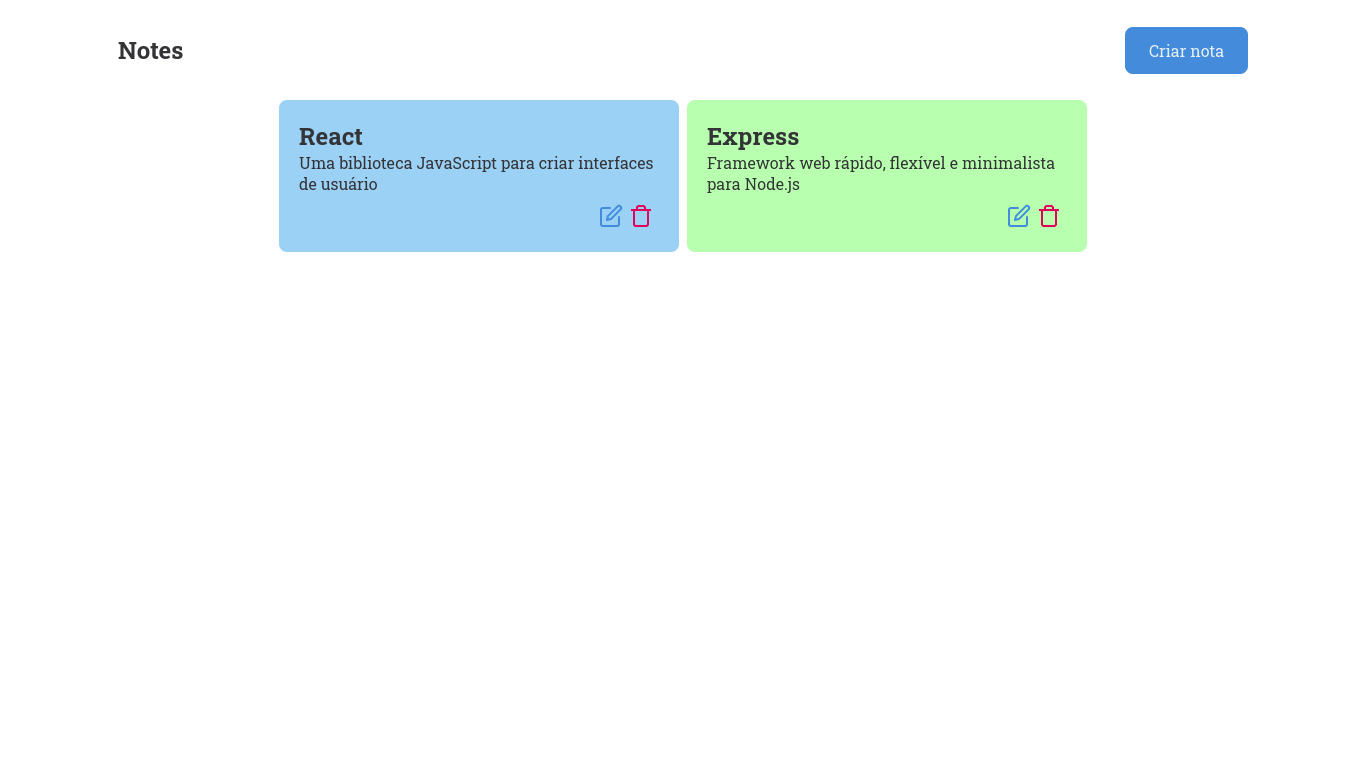 Notes
Criar nota
React
Uma biblioteca JavaScript para criar interfaces
de usuário
Express
Framework web rápido, flexível e minimalista
para Node.js